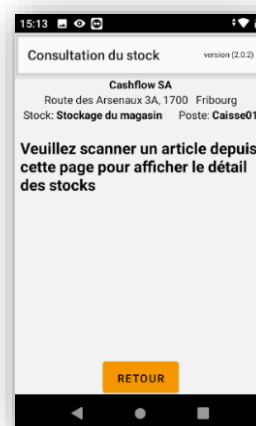 15:13
Consultation du stock version (2.0.2)
Cashflow SA
Route des Arsenaux 3A, 1700 Fribourg
Stock: Stockage du magasin Poste: Caisse01
Veuillez scanner un article depuis
cette page pour afficher le détail
des stocks
RETOUR